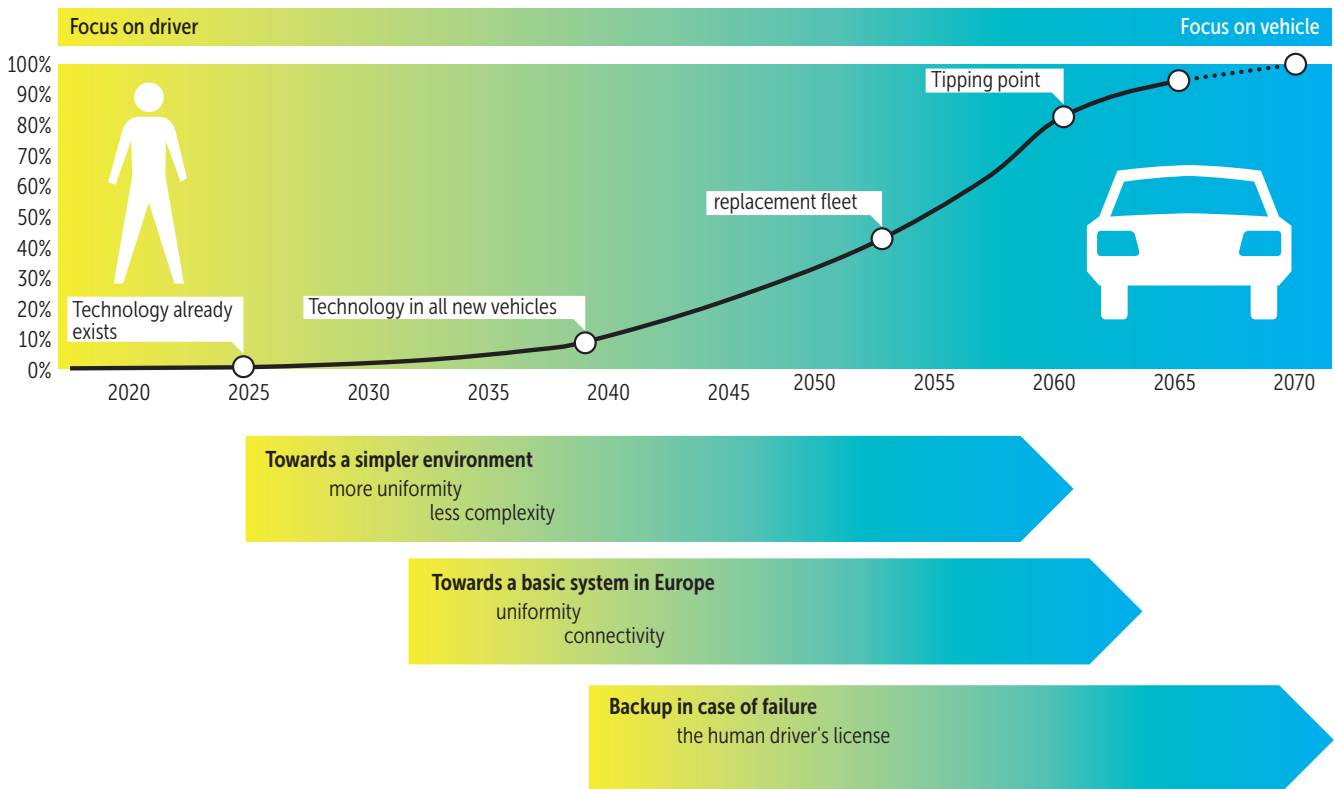 Focus on driver
Focus on vehicle
100%
90%
80%
70%
60%
50%
40%
30%
20%
10%
0%
Tipping point
replacement fleet
Technology in all new vehicles
Technology already
exists
2020
2025
2030
2035
2040
2045
2050
2055
2060
2065
2070
Towards a simpler environment
more uniformity
less complexity
Towards a basic system in Europe
uniformity
connectivity
Backup in case of failure
the human driver's license